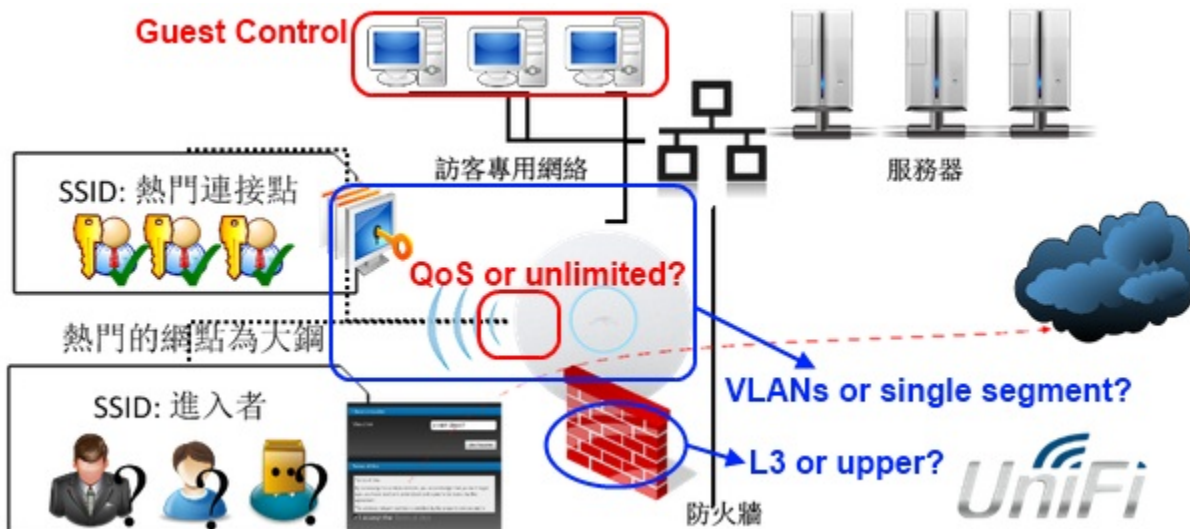 Guest Control
訪客專用網絡
服務器
SSID: 熱門連接點
QoS or unlimited?
熱門的網點為大鋼
VLANs or single segment?
SSID: 進入者
L3 or upper?
防火牆
UniFi